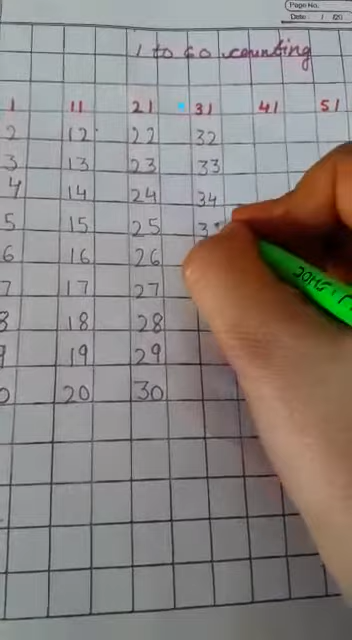 Page No.
Date / /20
1 to 60 counting
1 11 21 31 41 51
2 12 22 32
3 13 23 33
4 14 24 34
5 15 25
6 16 26
7 17 27
8 18 28
9 19 29
20 30